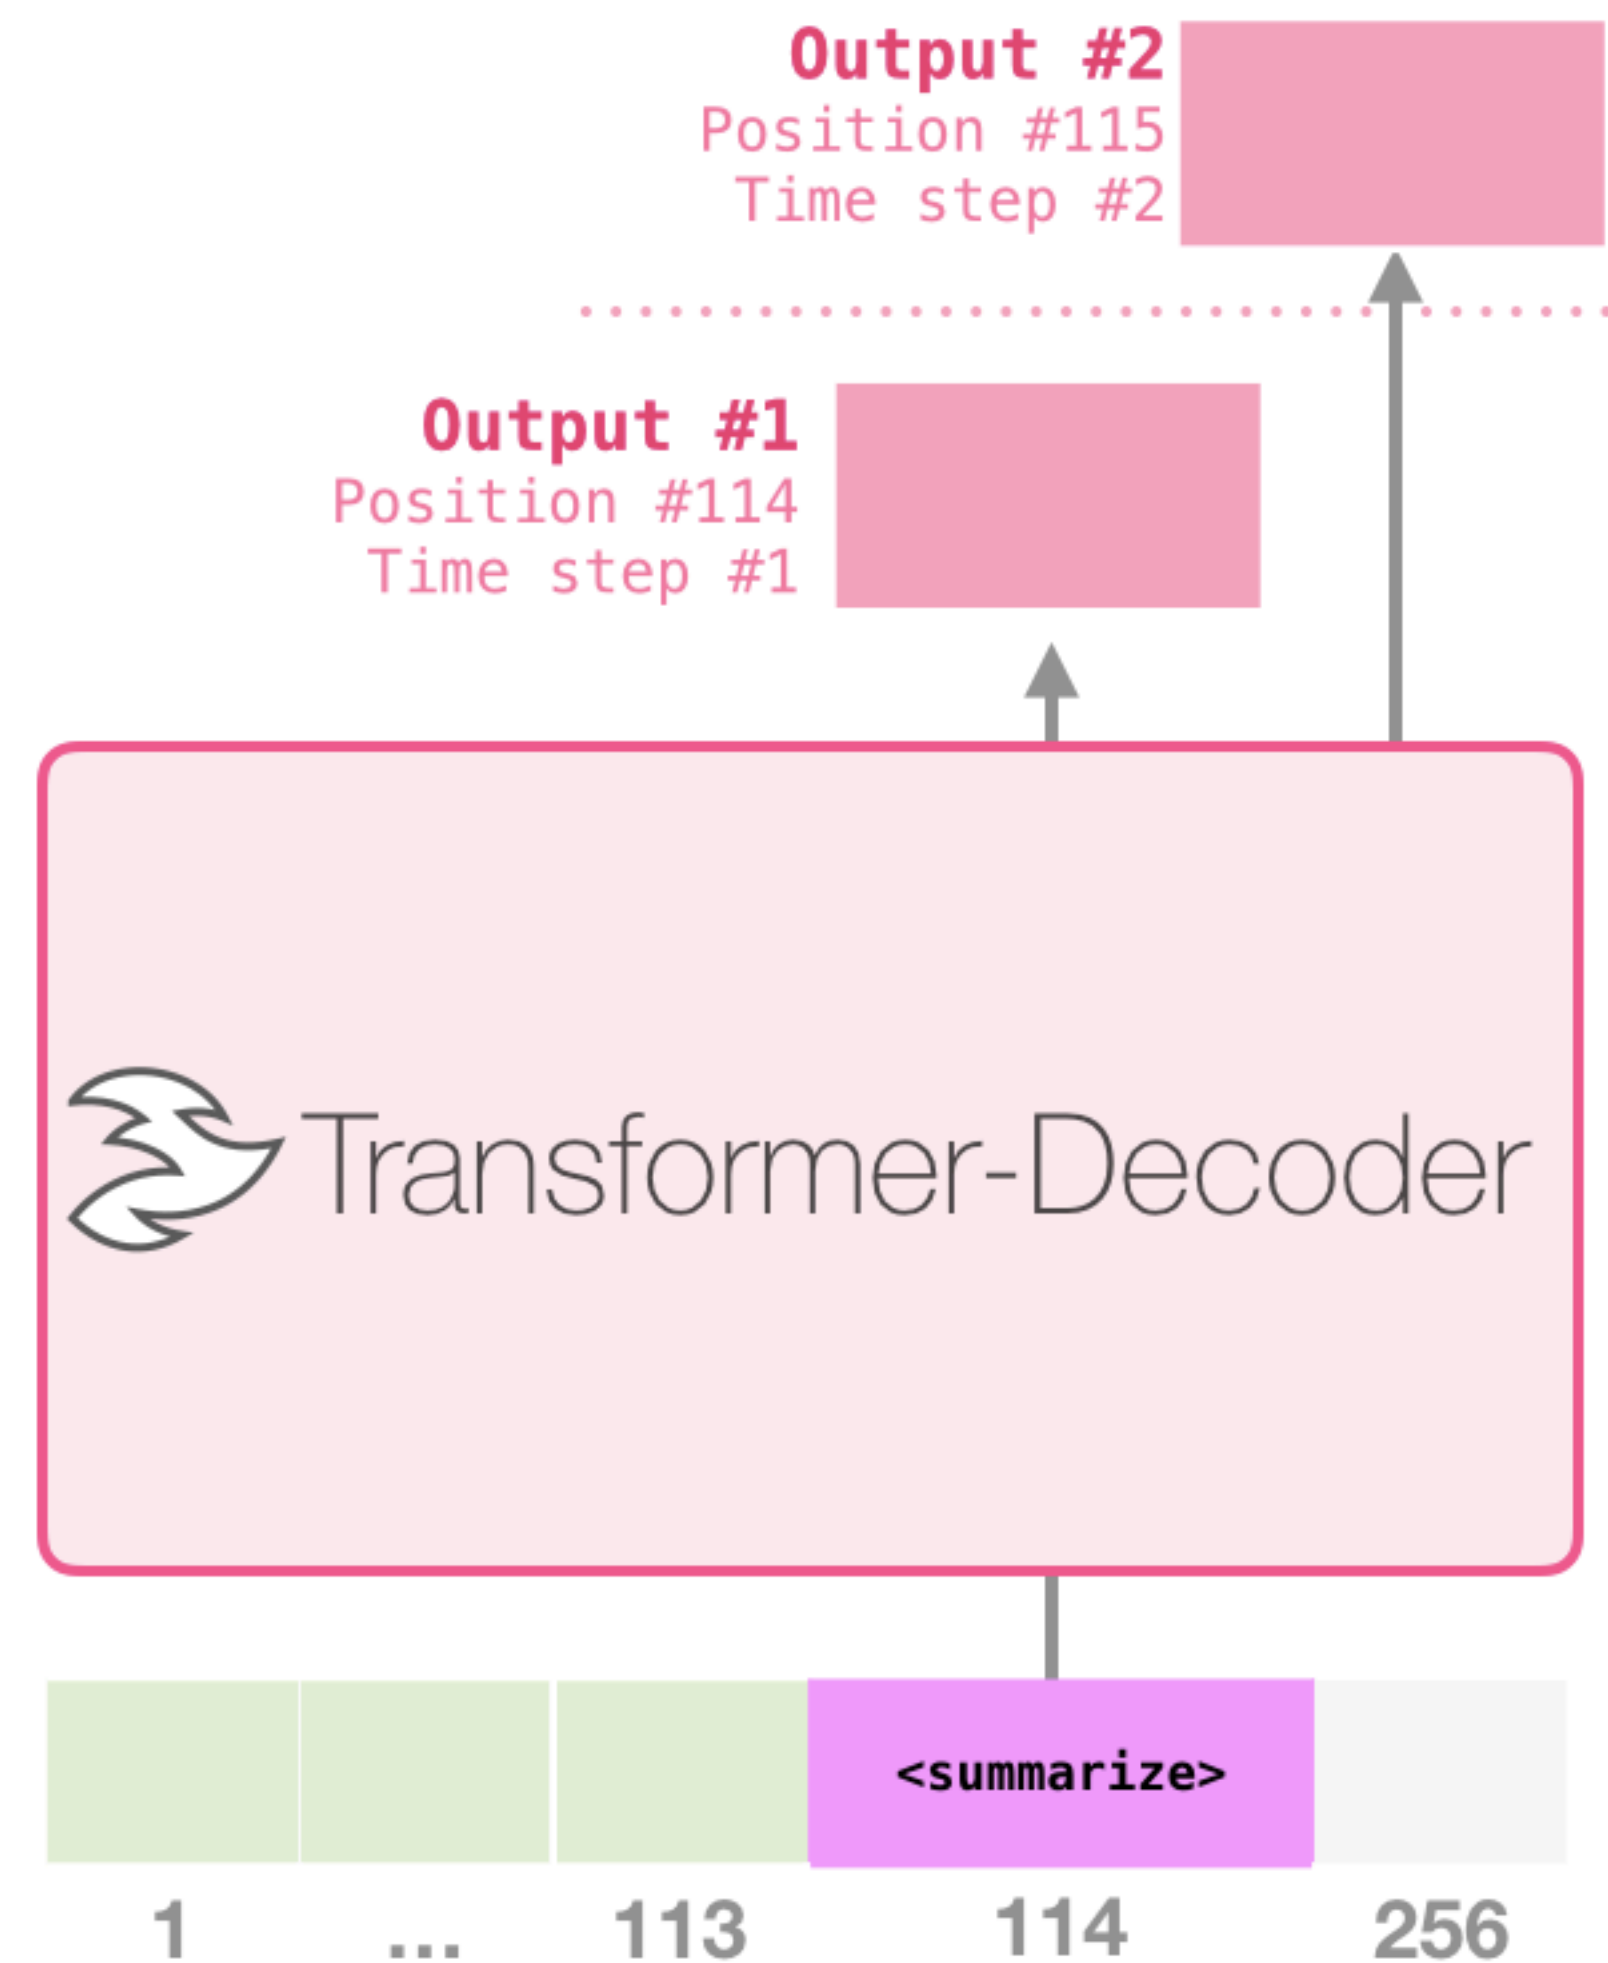 Output #2
Position #115
Time step #2
Output #1
Position #114
Time step #1
Transformer-Decoder
<summarize>
1 ... 113 114 256